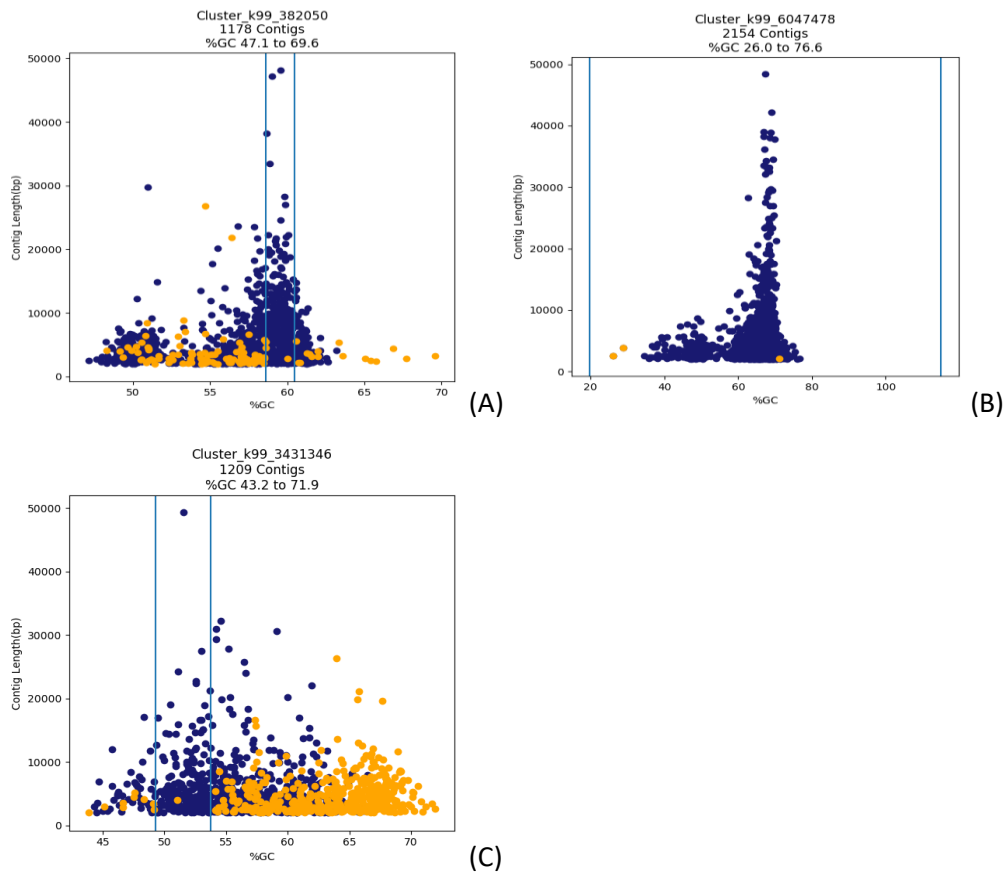 Cluster_k99_382050
1178 Contigs
%GC 47.1 to 69.6
50000
40000
30000
20000
10000
0
Contig Length(bp)
50
55
60
65
70
%GC
(A)
Cluster_k99_6047478
2154 Contigs
%GC 26.0 to 76.6
50000
40000
30000
20000
10000
0
Contig Length(bp)
20
40
60
80
100
%GC
(B)
Cluster_k99_3431346
1209 Contigs
%GC 43.2 to 71.9
50000
40000
30000
20000
10000
0
Contig Length(bp)
45
50
55
60
65
70
%GC
(C)